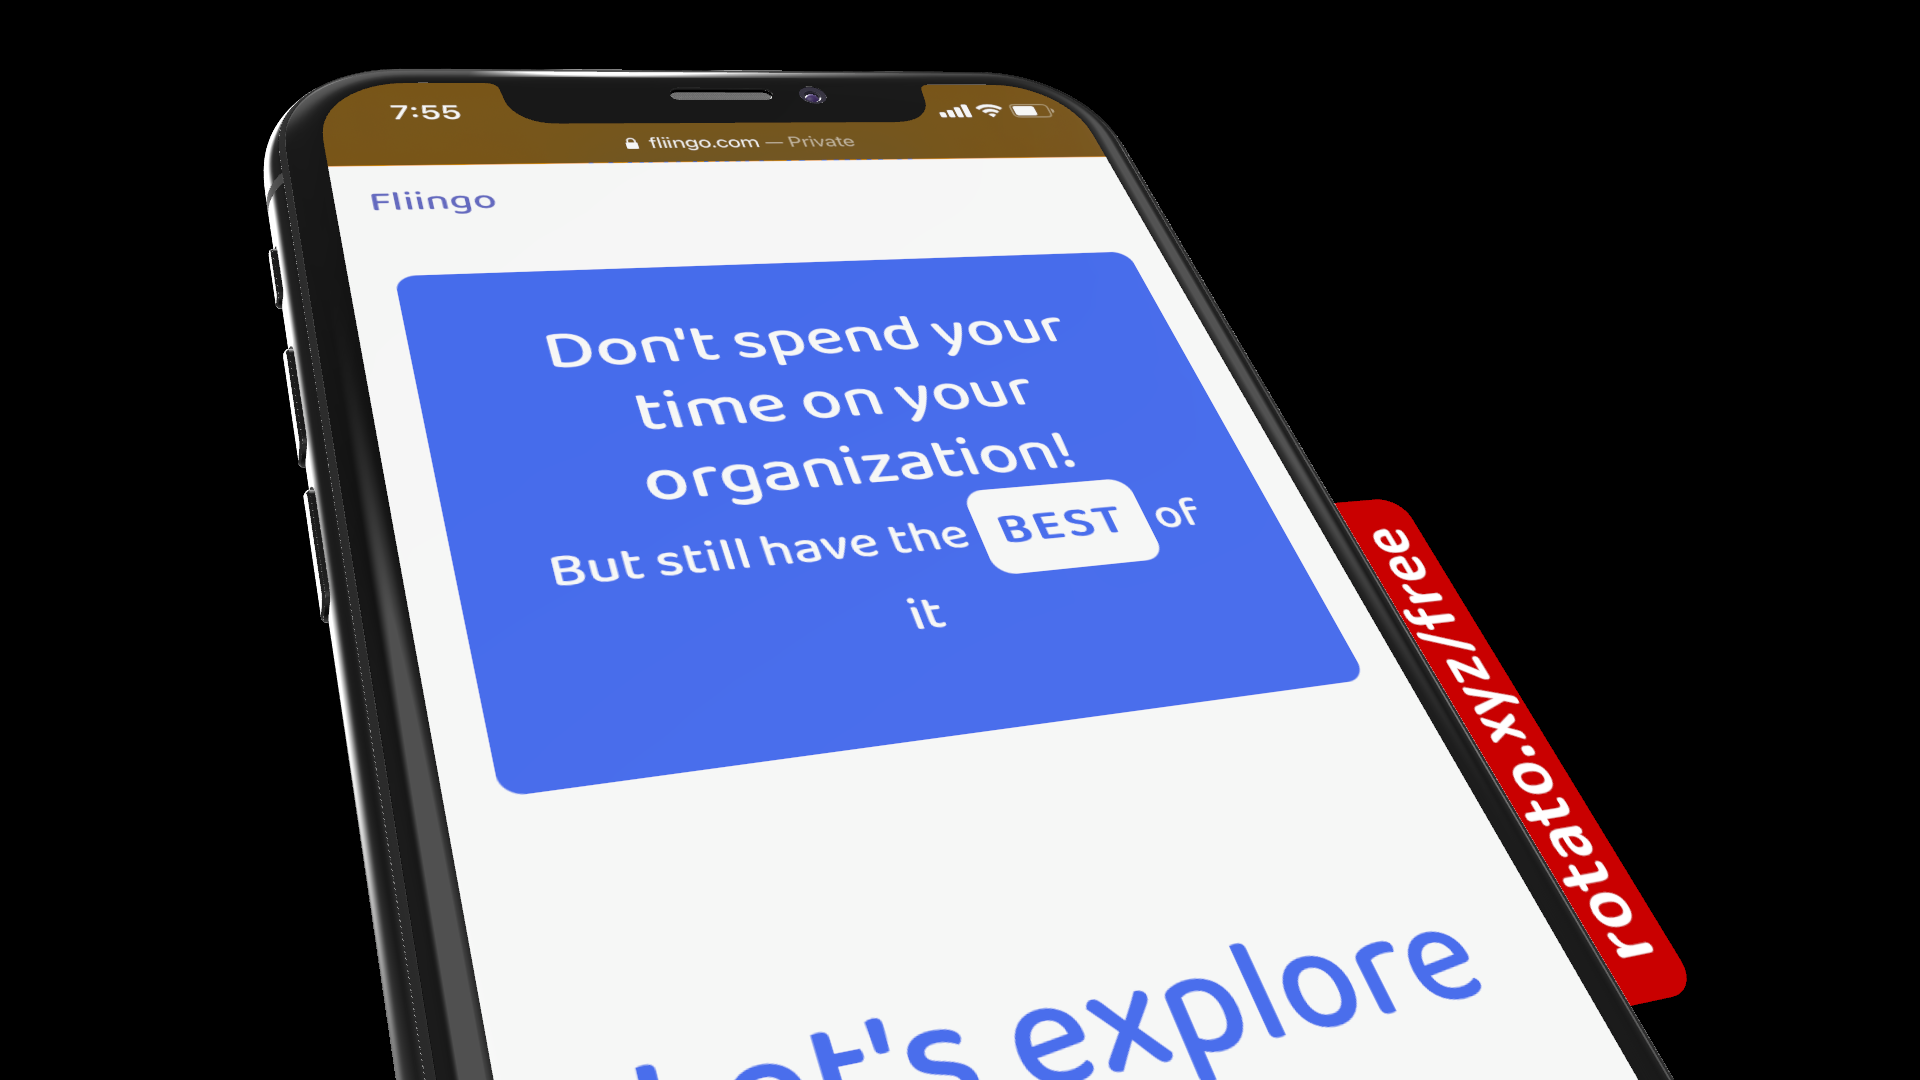 7:55
fliingo.com — Private
Fliingo
Don't spend your
time on your
organization!
But still have the BEST of
it
Let's explore
rotato.xyz/free